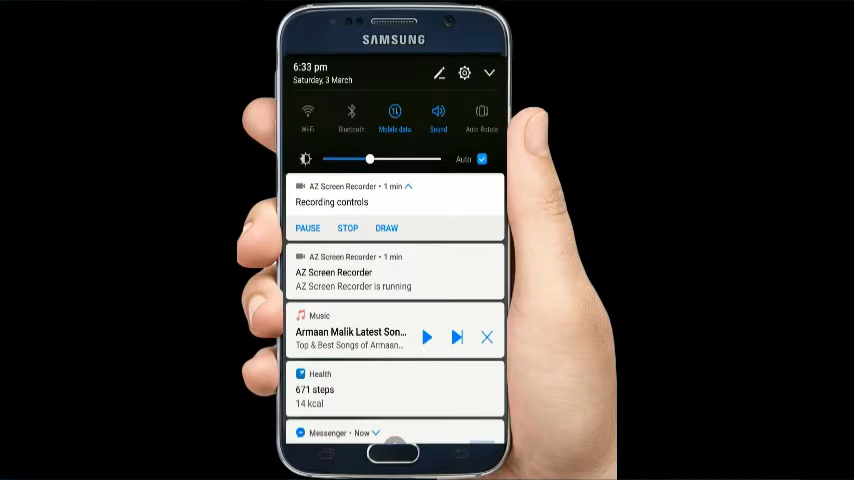 SAMSUNG
6:33 pm
Saturday, 3 March
Wi-Fi Bluetooth Mobile data Sound Auto Rotate
Auto
AZ Screen Recorder • 1 min
Recording controls
PAUSE STOP DRAW
AZ Screen Recorder • 1 min
AZ Screen Recorder
AZ Screen Recorder is running
Music
Armaan Malik Latest Son...
Top & Best Songs of Armaan...
Health
671 steps
14 kcal
Messenger • Now